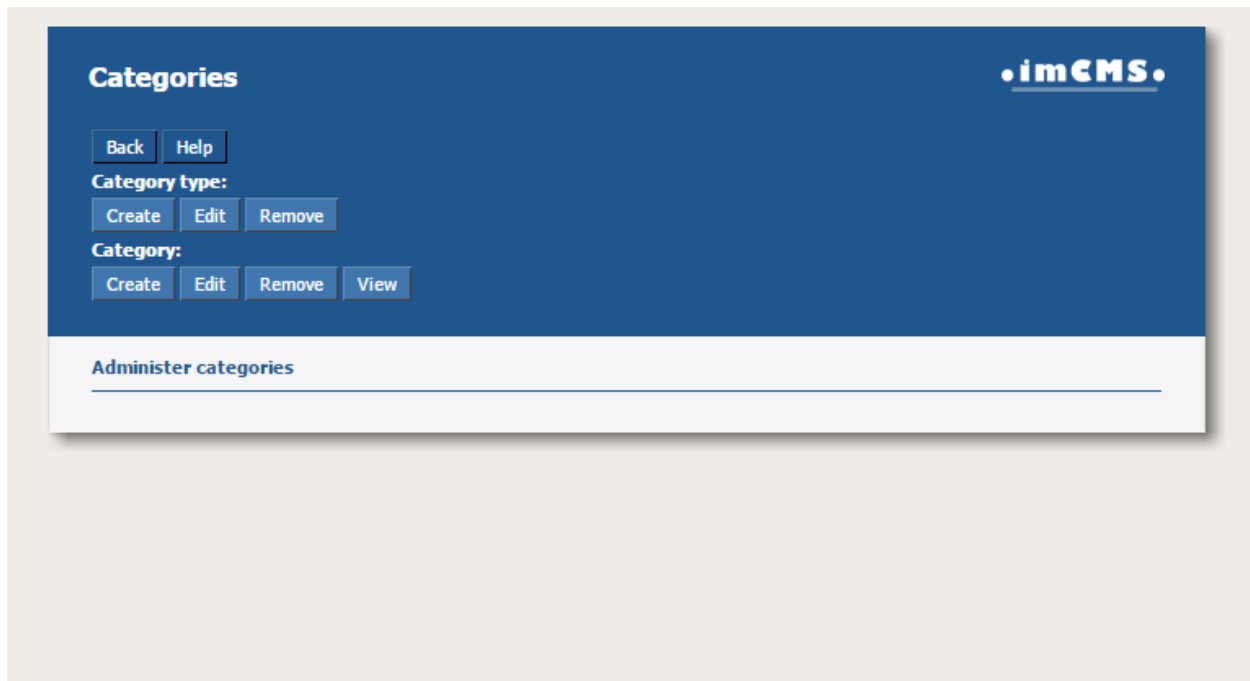 Categories
•imCMS•
Back Help
Category type:
Create Edit Remove
Category:
Create Edit Remove View
Administer categories